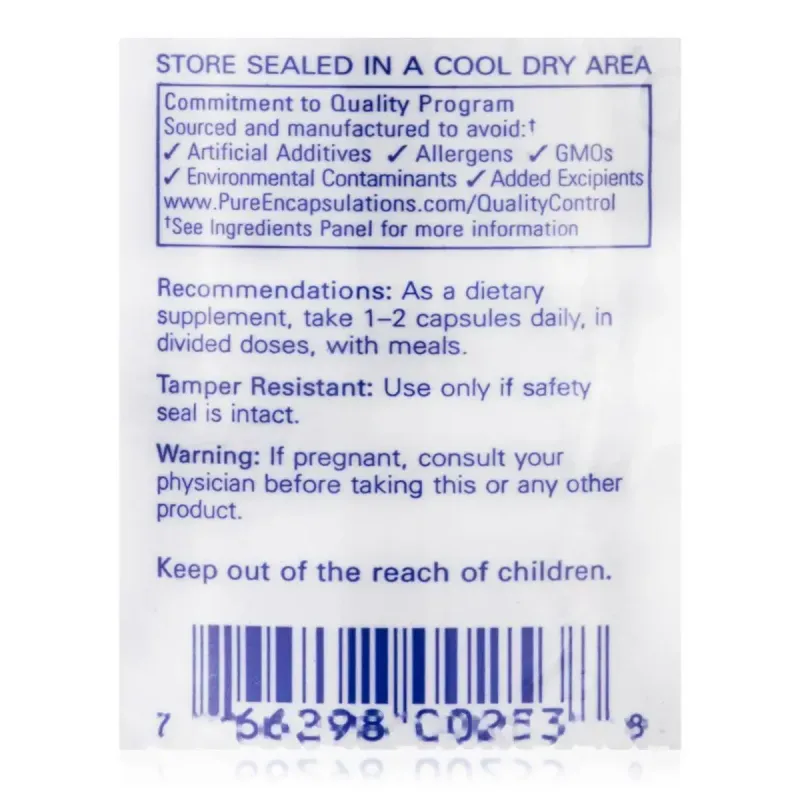 STORE SEALED IN A COOL DRY AREA
Commitment to Quality Program
Sourced and manufactured to avoid:†
✓ Artificial Additives ✓ Allergens ✓ GMOs
✓ Environmental Contaminants ✓ Added Excipients
www.PureEncapsulations.com/QualityControl
†See Ingredients Panel for more information
Recommendations: As a dietary
supplement, take 1–2 capsules daily, in
divided doses, with meals.
Tamper Resistant: Use only if safety
seal is intact.
Warning: If pregnant, consult your
physician before taking this or any other
product.
Keep out of the reach of children.
7 66298